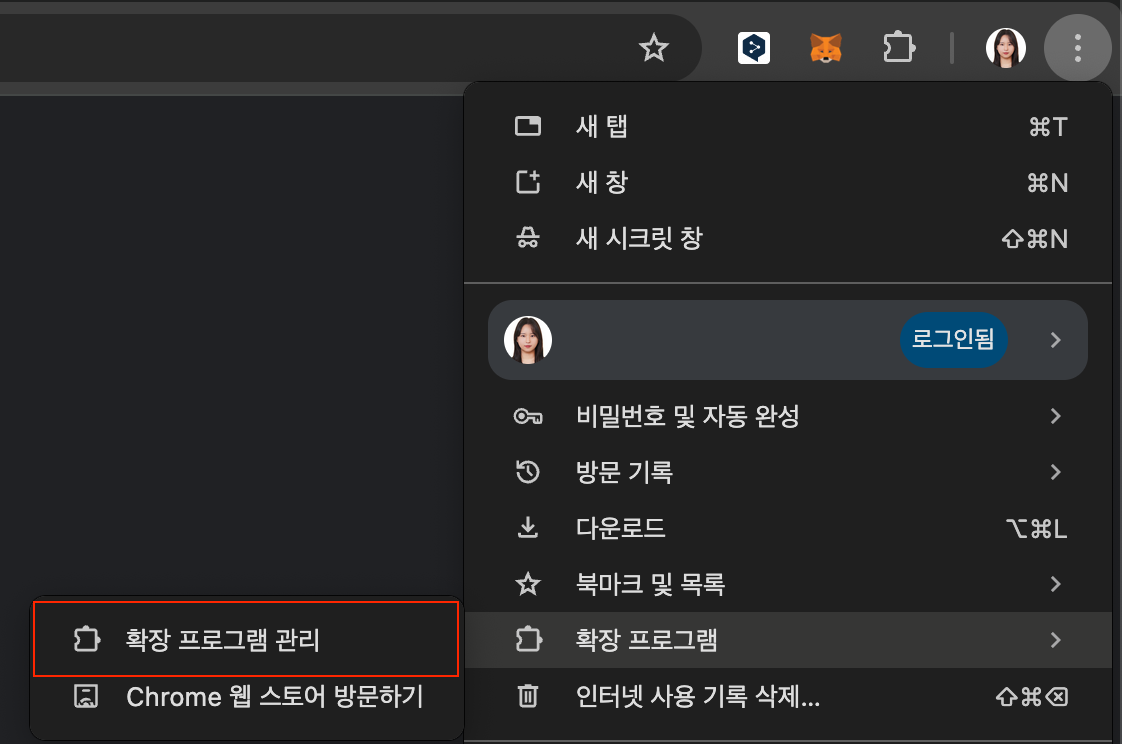 새 탭 ⌘T
새 창 ⌘N
새 시크릿 창 ⇧⌘N
로그인됨
비밀번호 및 자동 완성
방문 기록
다운로드 ⌥⌘L
북마크 및 목록
확장 프로그램
확장 프로그램 관리
Chrome 웹 스토어 방문하기
인터넷 사용 기록 삭제... ⇧⌘⌫